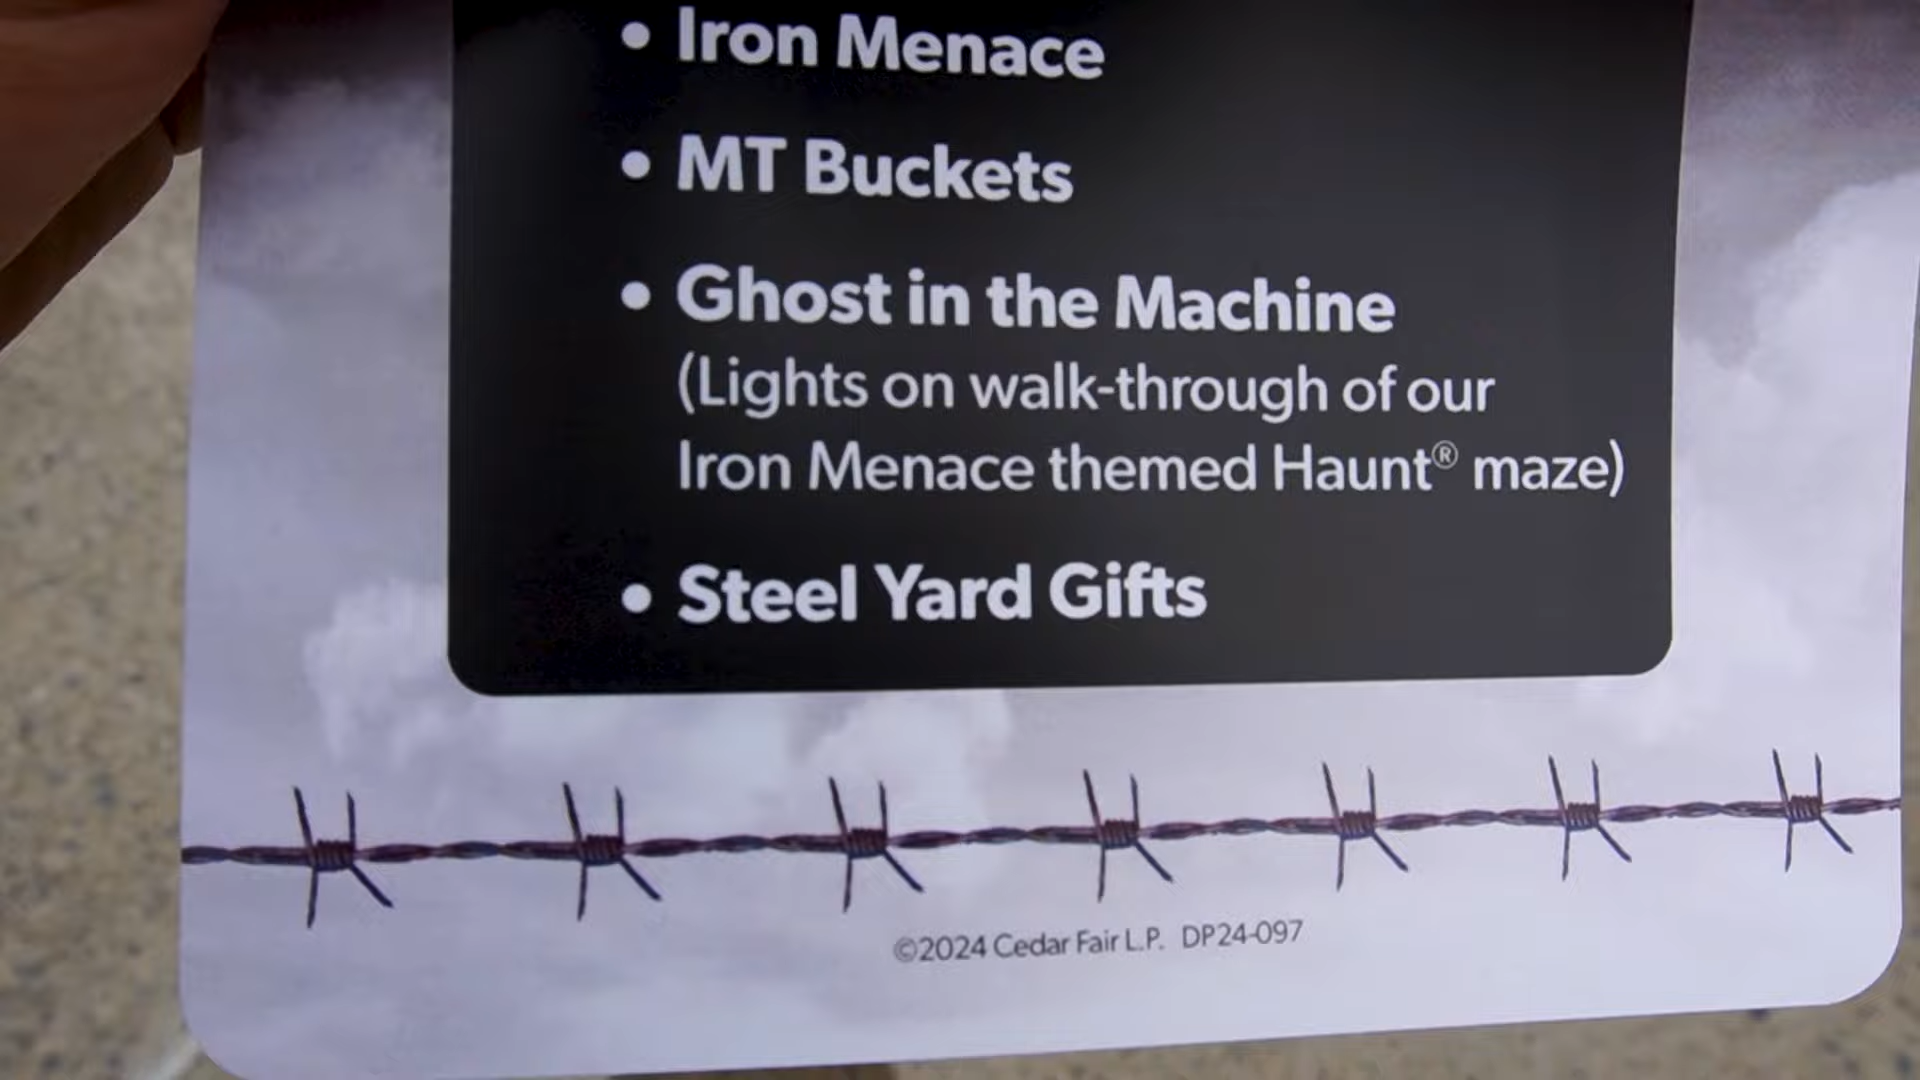 • Iron Menace
• MT Buckets
• Ghost in the Machine
(Lights on walk-through of our
Iron Menace themed Haunt® maze)
• Steel Yard Gifts
©2024 Cedar Fair L.P. DP24-097